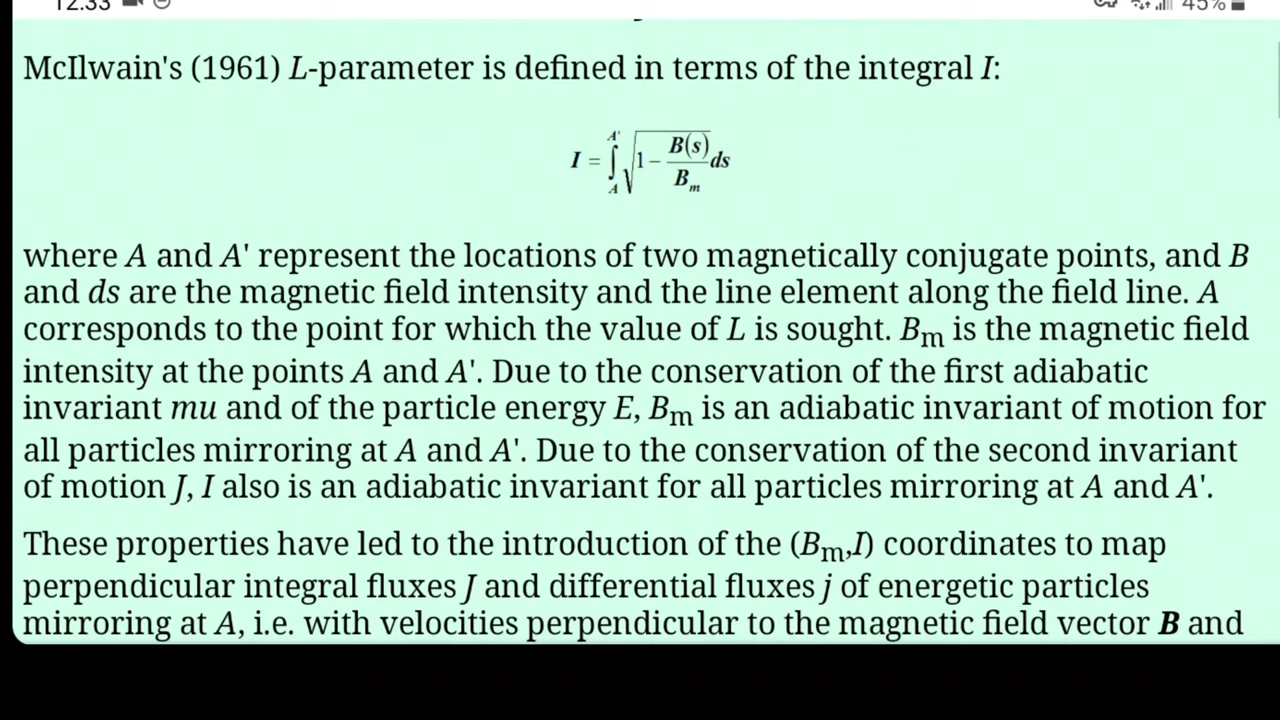 12.33 45%
McIlwain's (1961) L-parameter is defined in terms of the integral I:
I = ∫_A^A' √(1 − B(s)/B_m) ds
where A and A' represent the locations of two magnetically conjugate points, and B
and ds are the magnetic field intensity and the line element along the field line. A
corresponds to the point for which the value of L is sought. Bm is the magnetic field
intensity at the points A and A'. Due to the conservation of the first adiabatic
invariant mu and of the particle energy E, Bm is an adiabatic invariant of motion for
all particles mirroring at A and A'. Due to the conservation of the second invariant
of motion J, I also is an adiabatic invariant for all particles mirroring at A and A'.
These properties have led to the introduction of the (Bm,I) coordinates to map
perpendicular integral fluxes J and differential fluxes j of energetic particles
mirroring at A, i.e. with velocities perpendicular to the magnetic field vector B and